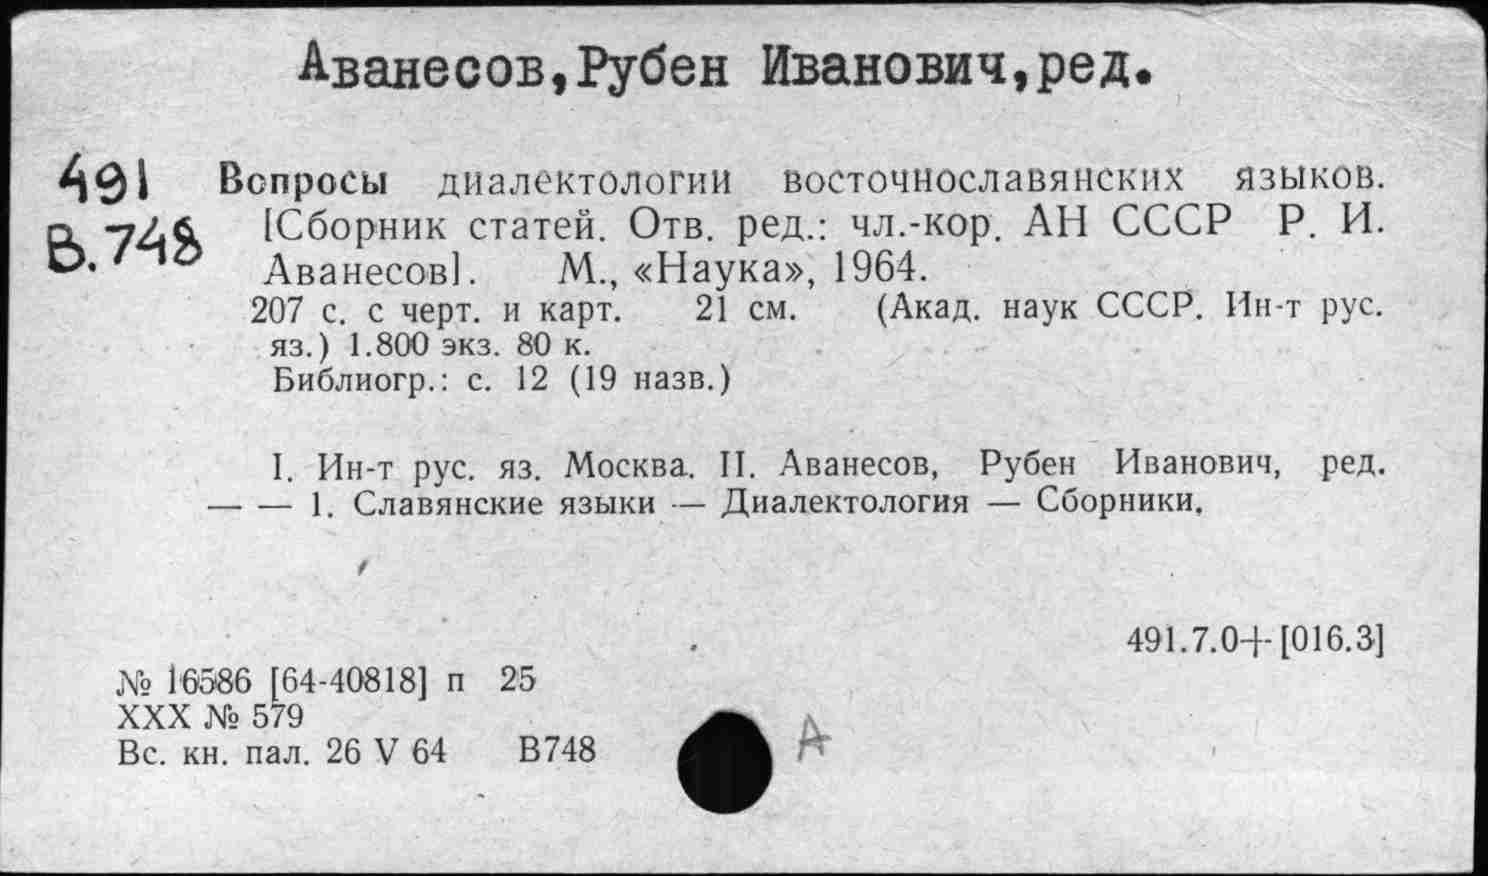 Аванесов,Рубен Иванович,ред.
491 Вопросы диалектологии восточнославянских языков.
В.748 [Сборник статей. Отв. ред.: чл.-кор. АН СССР Р. И.
Аванесов]. М., «Наука», 1964.
207 с. с черт. и карт. 21 см. (Акад. наук СССР. Ин-т рус.
яз.) 1.800 экз. 80 к.
Библиогр.: с. 12 (19 назв.)
I. Ин-т рус. яз. Москва. II. Аванесов, Рубен Иванович, ред.
— — 1. Славянские языки — Диалектология — Сборники.
491.7.0+[016.3]
№ 16586 [64-40818] п 25
XXX № 579
Вс. кн. пал. 26 V 64 В748
А